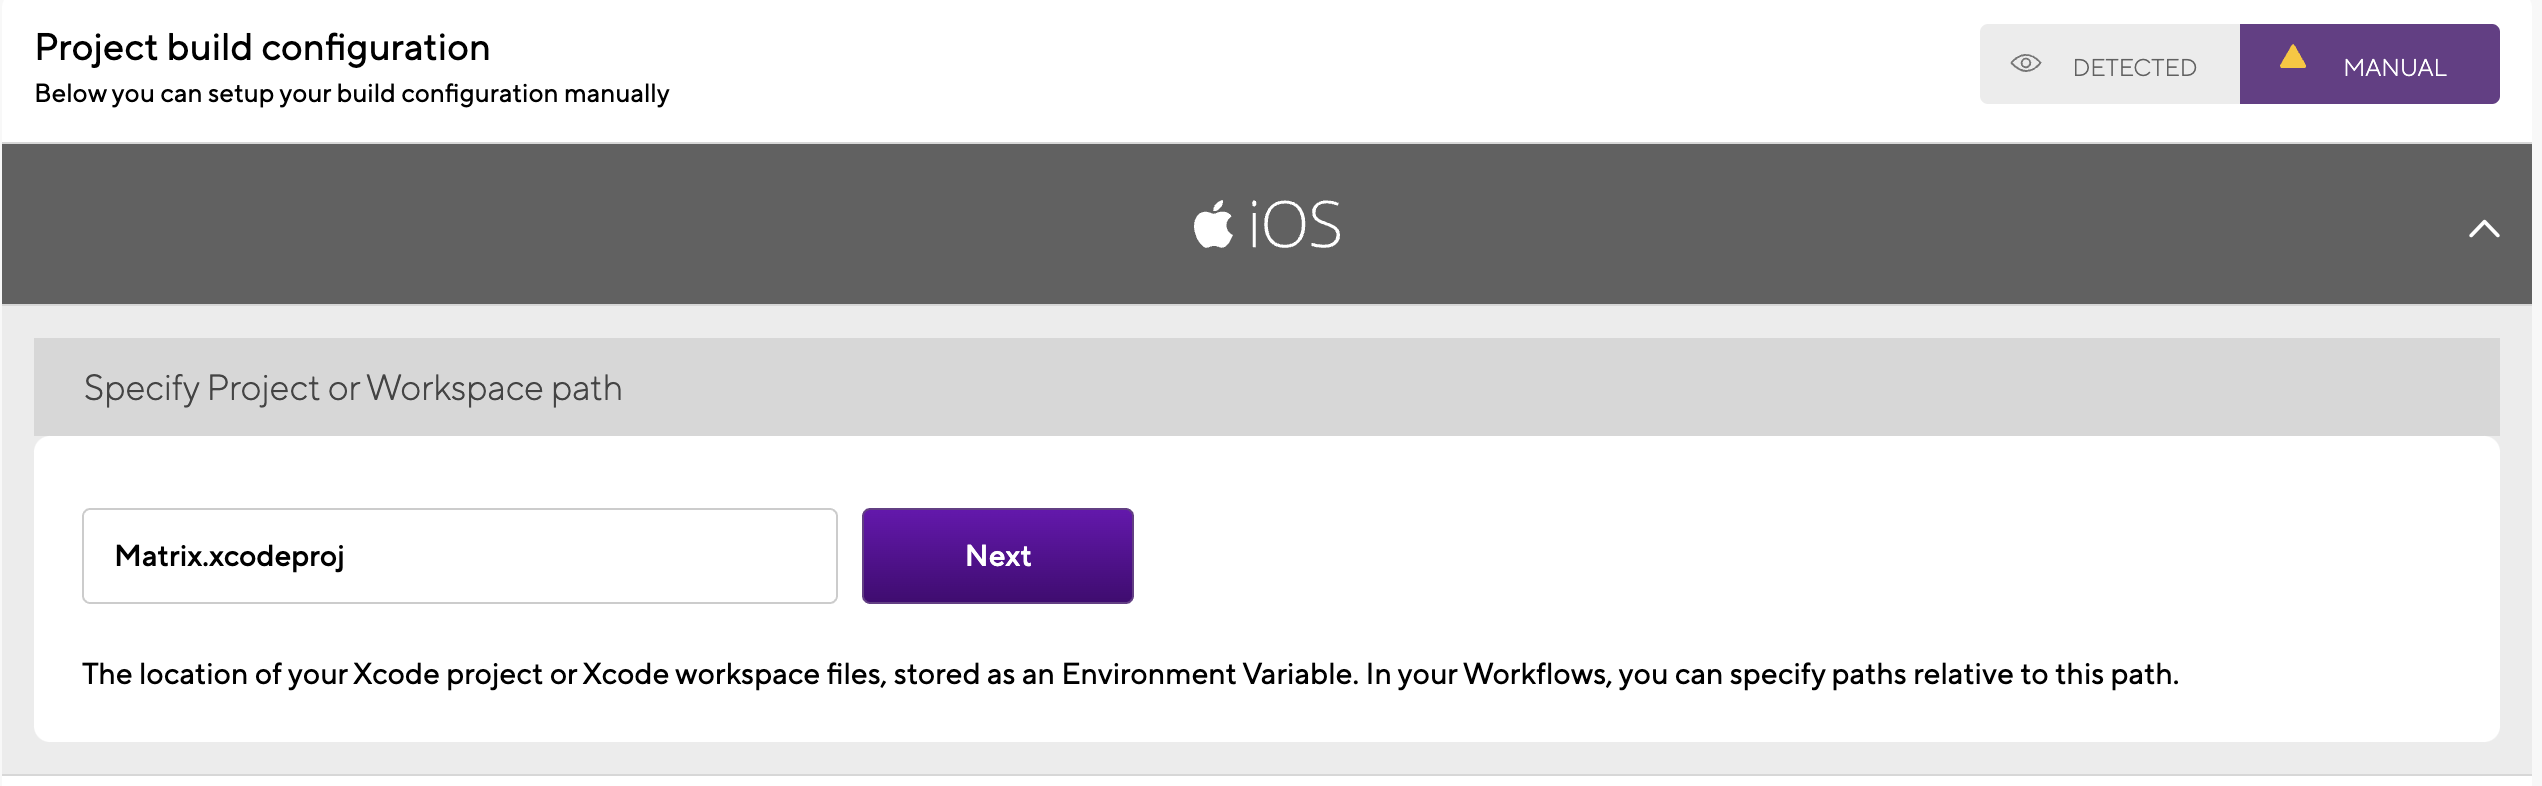 Project build configuration
Below you can setup your build configuration manually
DETECTED
MANUAL
iOS
Specify Project or Workspace path
Matrix.xcodeproj
Next
The location of your Xcode project or Xcode workspace files, stored as an Environment Variable. In your Workflows, you can specify paths relative to this path.